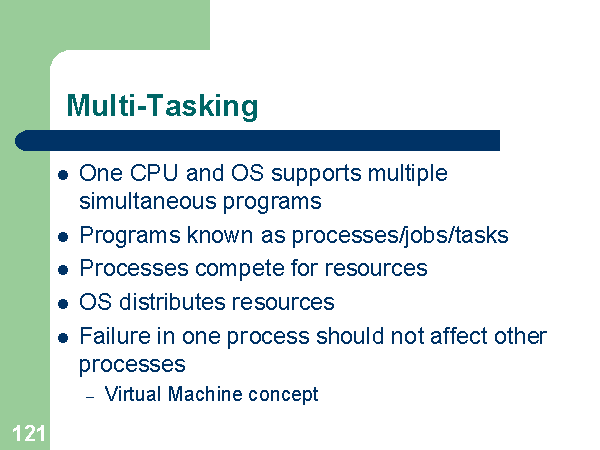 Multi-Tasking
One CPU and OS supports multiple
simultaneous programs
Programs known as processes/jobs/tasks
Processes compete for resources
OS distributes resources
Failure in one process should not affect other
processes
– Virtual Machine concept
121